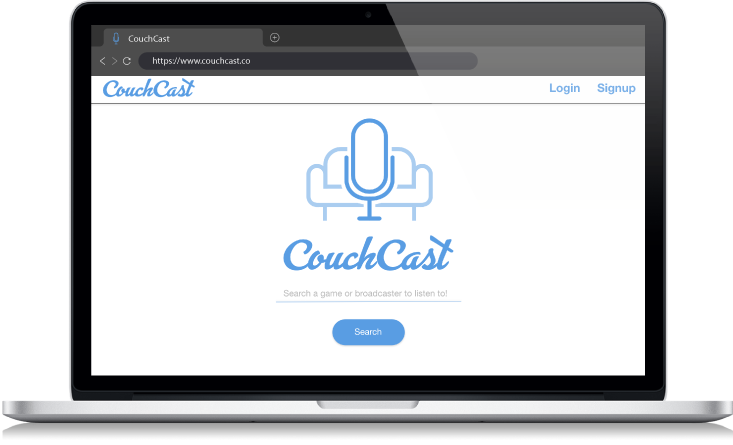 CouchCast
https://www.couchcast.co
CouchCast
Login Signup
CouchCast
Search a game or broadcaster to listen to!
Search